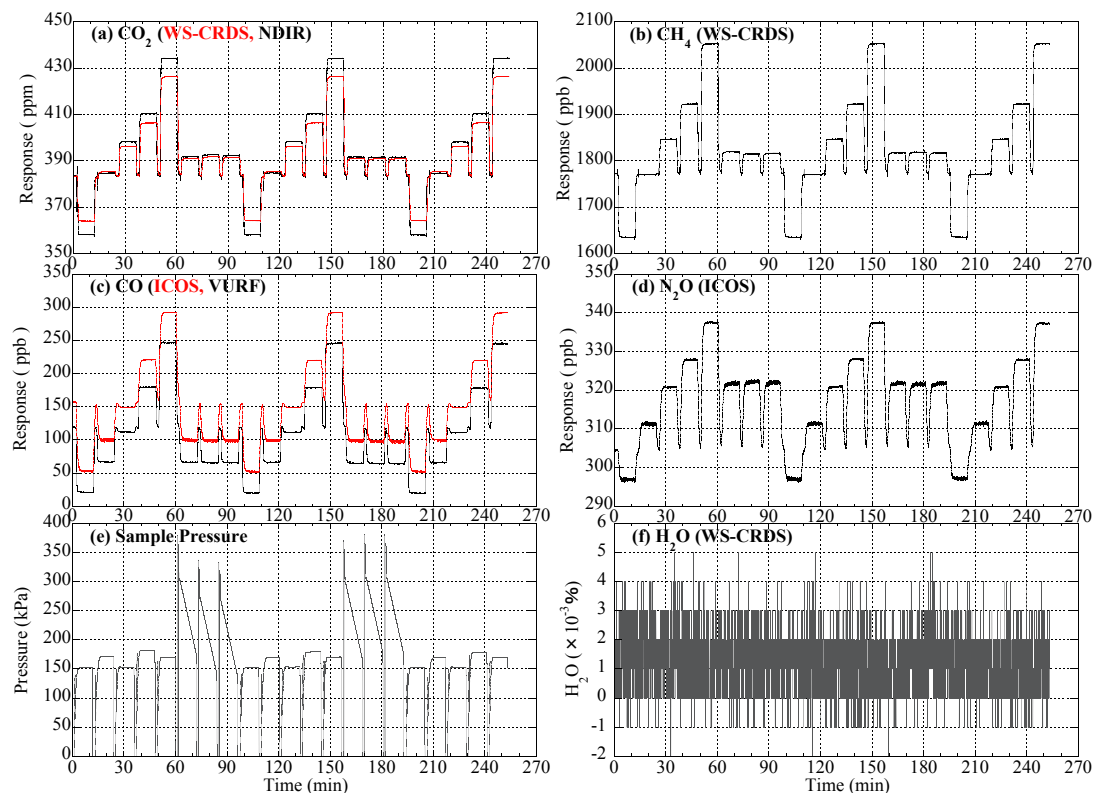 (a) CO2 (WS-CRDS, NDIR)
Response ( ppm )
450
430
410
390
370
350
0 30 60 90 120 150 180 210 240 270
(b) CH4 (WS-CRDS)
Response ( ppb )
2100
2000
1900
1800
1700
1600
0 30 60 90 120 150 180 210 240 270
(c) CO (ICOS, VURF)
Response ( ppb )
350
300
250
200
150
100
50
0
0 30 60 90 120 150 180 210 240 270
(d) N2O (ICOS)
Response ( ppb )
350
340
330
320
310
300
290
0 30 60 90 120 150 180 210 240 270
(e) Sample Pressure
Pressure (kPa)
400
350
300
250
200
150
100
50
0
0 30 60 90 120 150 180 210 240 270
Time (min)
(f) H2O (WS-CRDS)
H2O ( × 10-3 %)
6
5
4
3
2
1
0
-1
-2
0 30 60 90 120 150 180 210 240 270
Time (min)